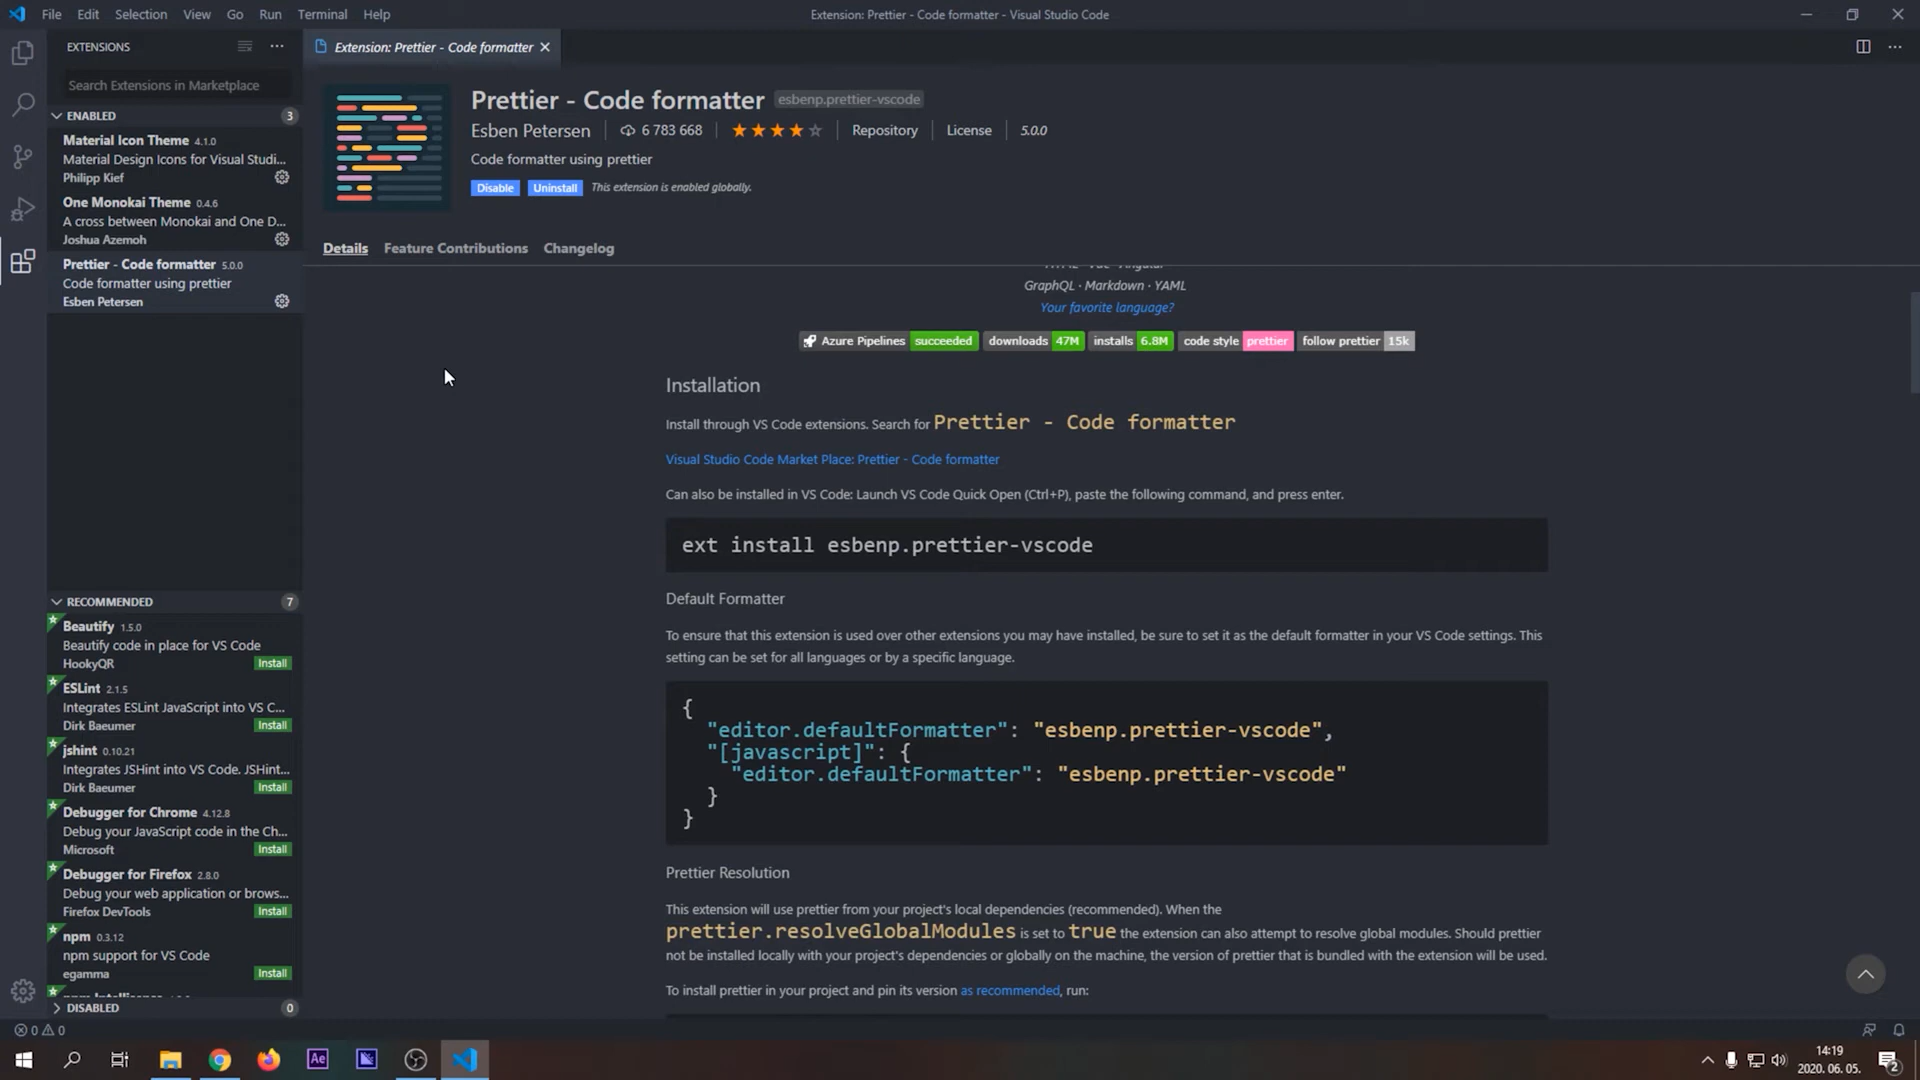 File Edit Selection View Go Run Terminal Help
Extension: Prettier - Code formatter - Visual Studio Code
EXTENSIONS
Search Extensions in Marketplace
ENABLED 3
Material Icon Theme 4.1.0
Material Design Icons for Visual Studi...
Philipp Kief
One Monokai Theme 0.4.6
A cross between Monokai and One D...
Joshua Azemoh
Prettier - Code formatter 5.0.0
Code formatter using prettier
Esben Petersen
RECOMMENDED 7
Beautify 1.5.0
Beautify code in place for VS Code
HookyQR Install
ESLint 2.1.5
Integrates ESLint JavaScript into VS C...
Dirk Baeumer Install
jshint 0.10.21
Integrates JSHint into VS Code. JSHint...
Dirk Baeumer Install
Debugger for Chrome 4.12.8
Debug your JavaScript code in the Ch...
Microsoft Install
Debugger for Firefox 2.8.0
Debug your web application or brows...
Firefox DevTools Install
npm 0.3.12
npm support for VS Code
egamma Install
DISABLED 0
Extension: Prettier - Code formatter
Prettier - Code formatter esbenp.prettier-vscode
Esben Petersen 6 783 668 Repository License 5.0.0
Code formatter using prettier
Disable Uninstall This extension is enabled globally.
Details Feature Contributions Changelog
GraphQL · Markdown · YAML
Your favorite language?
Azure Pipelines succeeded downloads 47M installs 6.8M code style prettier follow prettier 15k
Installation
Install through VS Code extensions. Search for Prettier - Code formatter
Visual Studio Code Market Place: Prettier - Code formatter
Can also be installed in VS Code: Launch VS Code Quick Open (Ctrl+P), paste the following command, and press enter.
ext install esbenp.prettier-vscode
Default Formatter
To ensure that this extension is used over other extensions you may have installed, be sure to set it as the default formatter in your VS Code settings. This
setting can be set for all languages or by a specific language.
{
"editor.defaultFormatter": "esbenp.prettier-vscode",
"[javascript]": {
"editor.defaultFormatter": "esbenp.prettier-vscode"
}
}
Prettier Resolution
This extension will use prettier from your project's local dependencies (recommended). When the
prettier.resolveGlobalModules is set to true the extension can also attempt to resolve global modules. Should prettier
not be installed locally with your project's dependencies or globally on the machine, the version of prettier that is bundled with the extension will be used.
To install prettier in your project and pin its version as recommended, run:
0 0
Ae
14:19
2020. 06. 05.
2